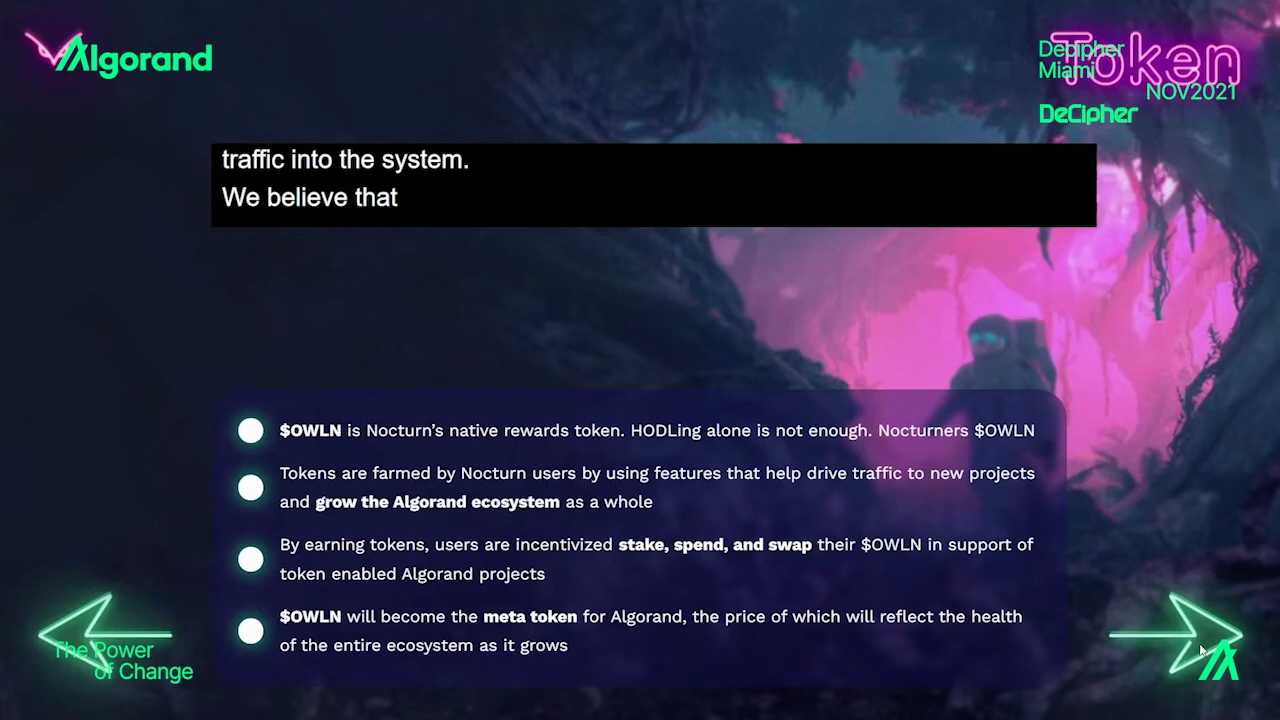 Algorand
Token
Decipher
Miami
NOV2021
DeCipher
traffic into the system.
We believe that
$OWLN is Nocturn’s native rewards token. HODLing alone is not enough. Nocturners $OWLN
Tokens are farmed by Nocturn users by using features that help drive traffic to new projects
and grow the Algorand ecosystem as a whole
By earning tokens, users are incentivized stake, spend, and swap their $OWLN in support of
token enabled Algorand projects
$OWLN will become the meta token for Algorand, the price of which will reflect the health
of the entire ecosystem as it grows
The Power
of Change